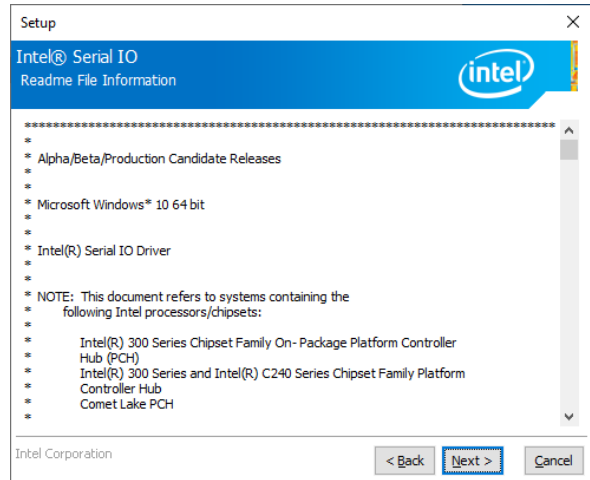 Setup
Intel® Serial IO
Readme File Information
intel
***************************************************************************
*
* Alpha/Beta/Production Candidate Releases
*
*
* Microsoft Windows* 10 64 bit
*
*
* Intel(R) Serial IO Driver
*
*
* NOTE: This document refers to systems containing the
* following Intel processors/chipsets:
*
* Intel(R) 300 Series Chipset Family On-Package Platform Controller
* Hub (PCH)
* Intel(R) 300 Series and Intel(R) C240 Series Chipset Family Platform
* Controller Hub
* Comet Lake PCH
*
Intel Corporation
< Back Next > Cancel